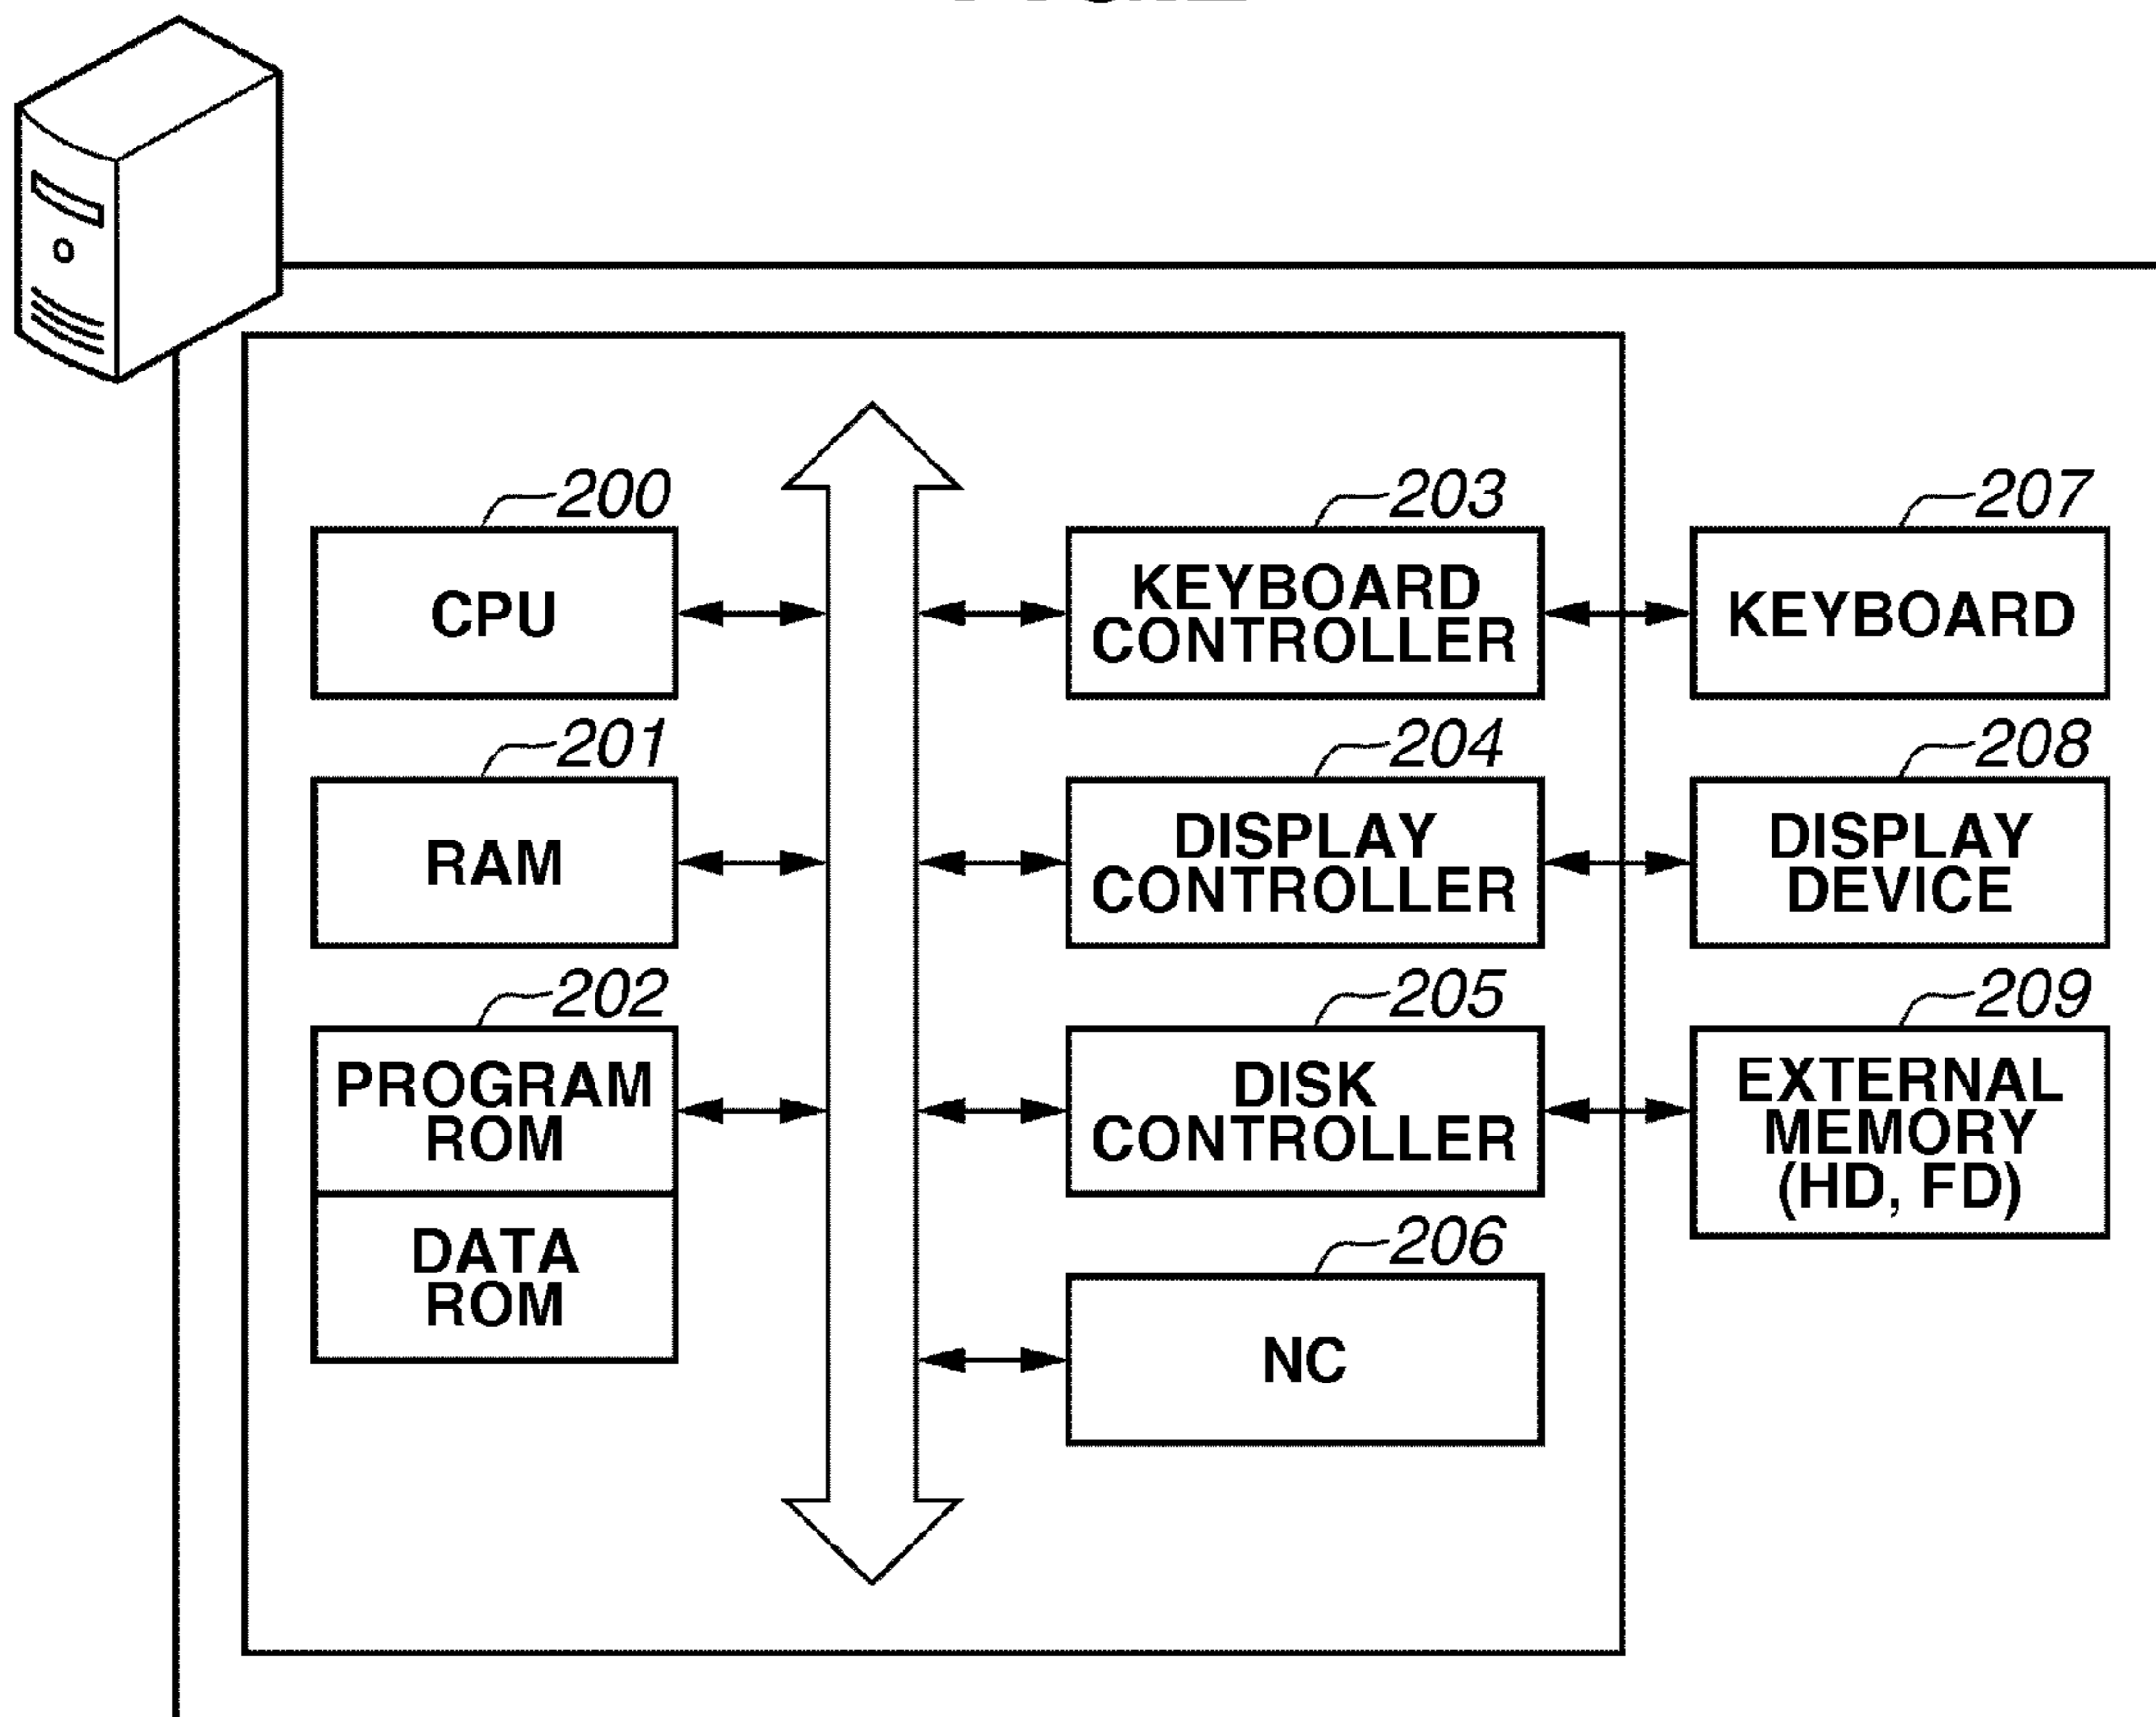 200
CPU
201
RAM
202
PROGRAM
ROM
DATA
ROM
203
KEYBOARD
CONTROLLER
204
DISPLAY
CONTROLLER
205
DISK
CONTROLLER
206
NC
207
KEYBOARD
208
DISPLAY
DEVICE
209
EXTERNAL
MEMORY
(HD, FD)